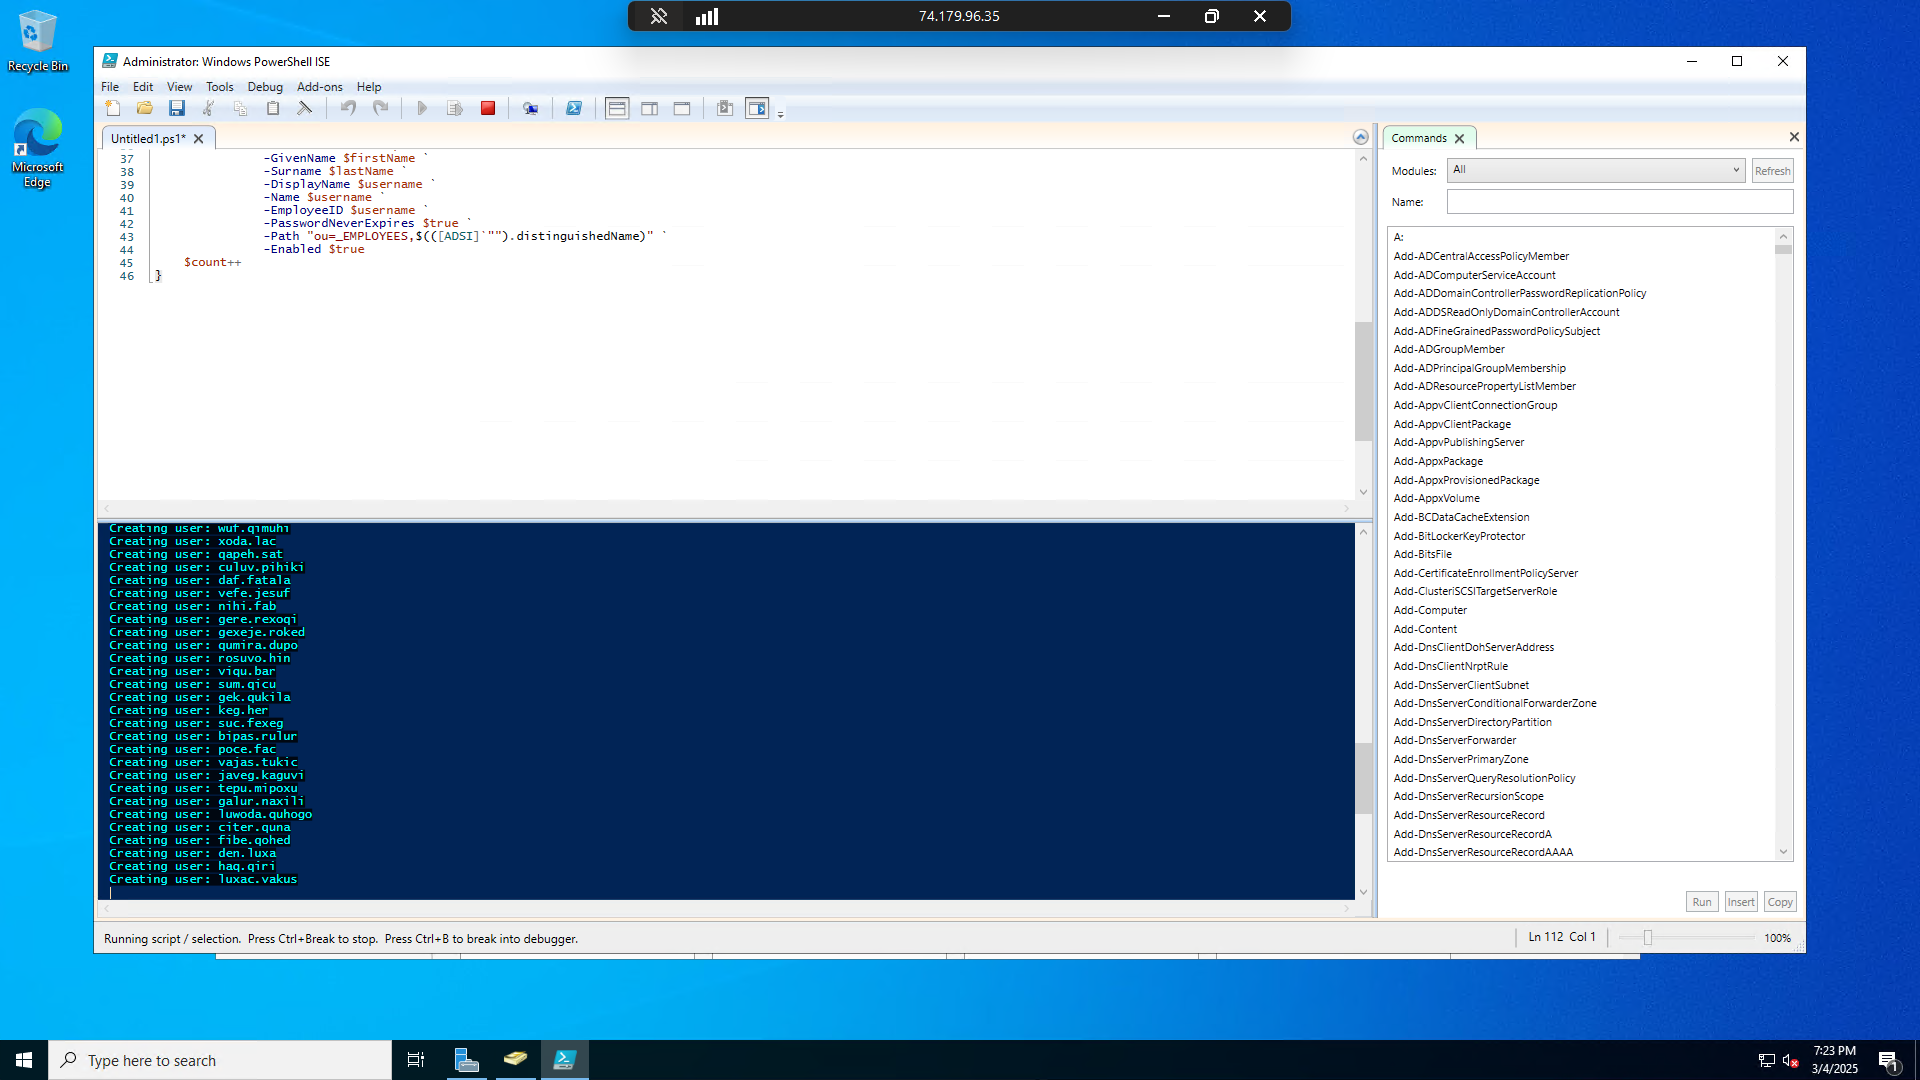 74.179.96.35
Recycle Bin
Microsoft
Edge
Administrator: Windows PowerShell ISE
File Edit View Tools Debug Add-ons Help
Untitled1.ps1*
37 -GivenName $firstName `
38 -Surname $lastName `
39 -DisplayName $username `
40 -Name $username `
41 -EmployeeID $username `
42 -PasswordNeverExpires $true `
43 -Path "ou=_EMPLOYEES,$(([ADSI]`"").distinguishedName)" `
44 -Enabled $true
45 $count++
46 }
Creating user: wuf.qimuhi
Creating user: xoda.lac
Creating user: qapeh.sat
Creating user: culuv.pihiki
Creating user: daf.fatala
Creating user: vefe.jesuf
Creating user: nihi.fab
Creating user: gere.rexoqi
Creating user: gexeje.roked
Creating user: qumira.dupo
Creating user: rosuvo.hin
Creating user: viqu.bar
Creating user: sum.qicu
Creating user: gek.qukila
Creating user: keg.her
Creating user: suc.fexeg
Creating user: bipas.rulur
Creating user: poce.fac
Creating user: vajas.tukic
Creating user: javeg.kaguvi
Creating user: tepu.mipoxu
Creating user: galur.naxili
Creating user: luwoda.quhogo
Creating user: citer.quna
Creating user: fibe.qohed
Creating user: den.luxa
Creating user: haq.qiri
Creating user: luxac.vakus
Commands
Modules: All Refresh
Name:
A:
Add-ADCentralAccessPolicyMember
Add-ADComputerServiceAccount
Add-ADDomainControllerPasswordReplicationPolicy
Add-ADDSReadOnlyDomainControllerAccount
Add-ADFineGrainedPasswordPolicySubject
Add-ADGroupMember
Add-ADPrincipalGroupMembership
Add-ADResourcePropertyListMember
Add-AppvClientConnectionGroup
Add-AppvClientPackage
Add-AppvPublishingServer
Add-AppxPackage
Add-AppxProvisionedPackage
Add-AppxVolume
Add-BCDataCacheExtension
Add-BitLockerKeyProtector
Add-BitsFile
Add-CertificateEnrollmentPolicyServer
Add-ClusteriSCSITargetServerRole
Add-Computer
Add-Content
Add-DnsClientDohServerAddress
Add-DnsClientNrptRule
Add-DnsServerClientSubnet
Add-DnsServerConditionalForwarderZone
Add-DnsServerDirectoryPartition
Add-DnsServerForwarder
Add-DnsServerPrimaryZone
Add-DnsServerQueryResolutionPolicy
Add-DnsServerRecursionScope
Add-DnsServerResourceRecord
Add-DnsServerResourceRecordA
Add-DnsServerResourceRecordAAAA
Run Insert Copy
Running script / selection. Press Ctrl+Break to stop. Press Ctrl+B to break into debugger.
Ln 112 Col 1
100%
Type here to search
7:23 PM
3/4/2025
1